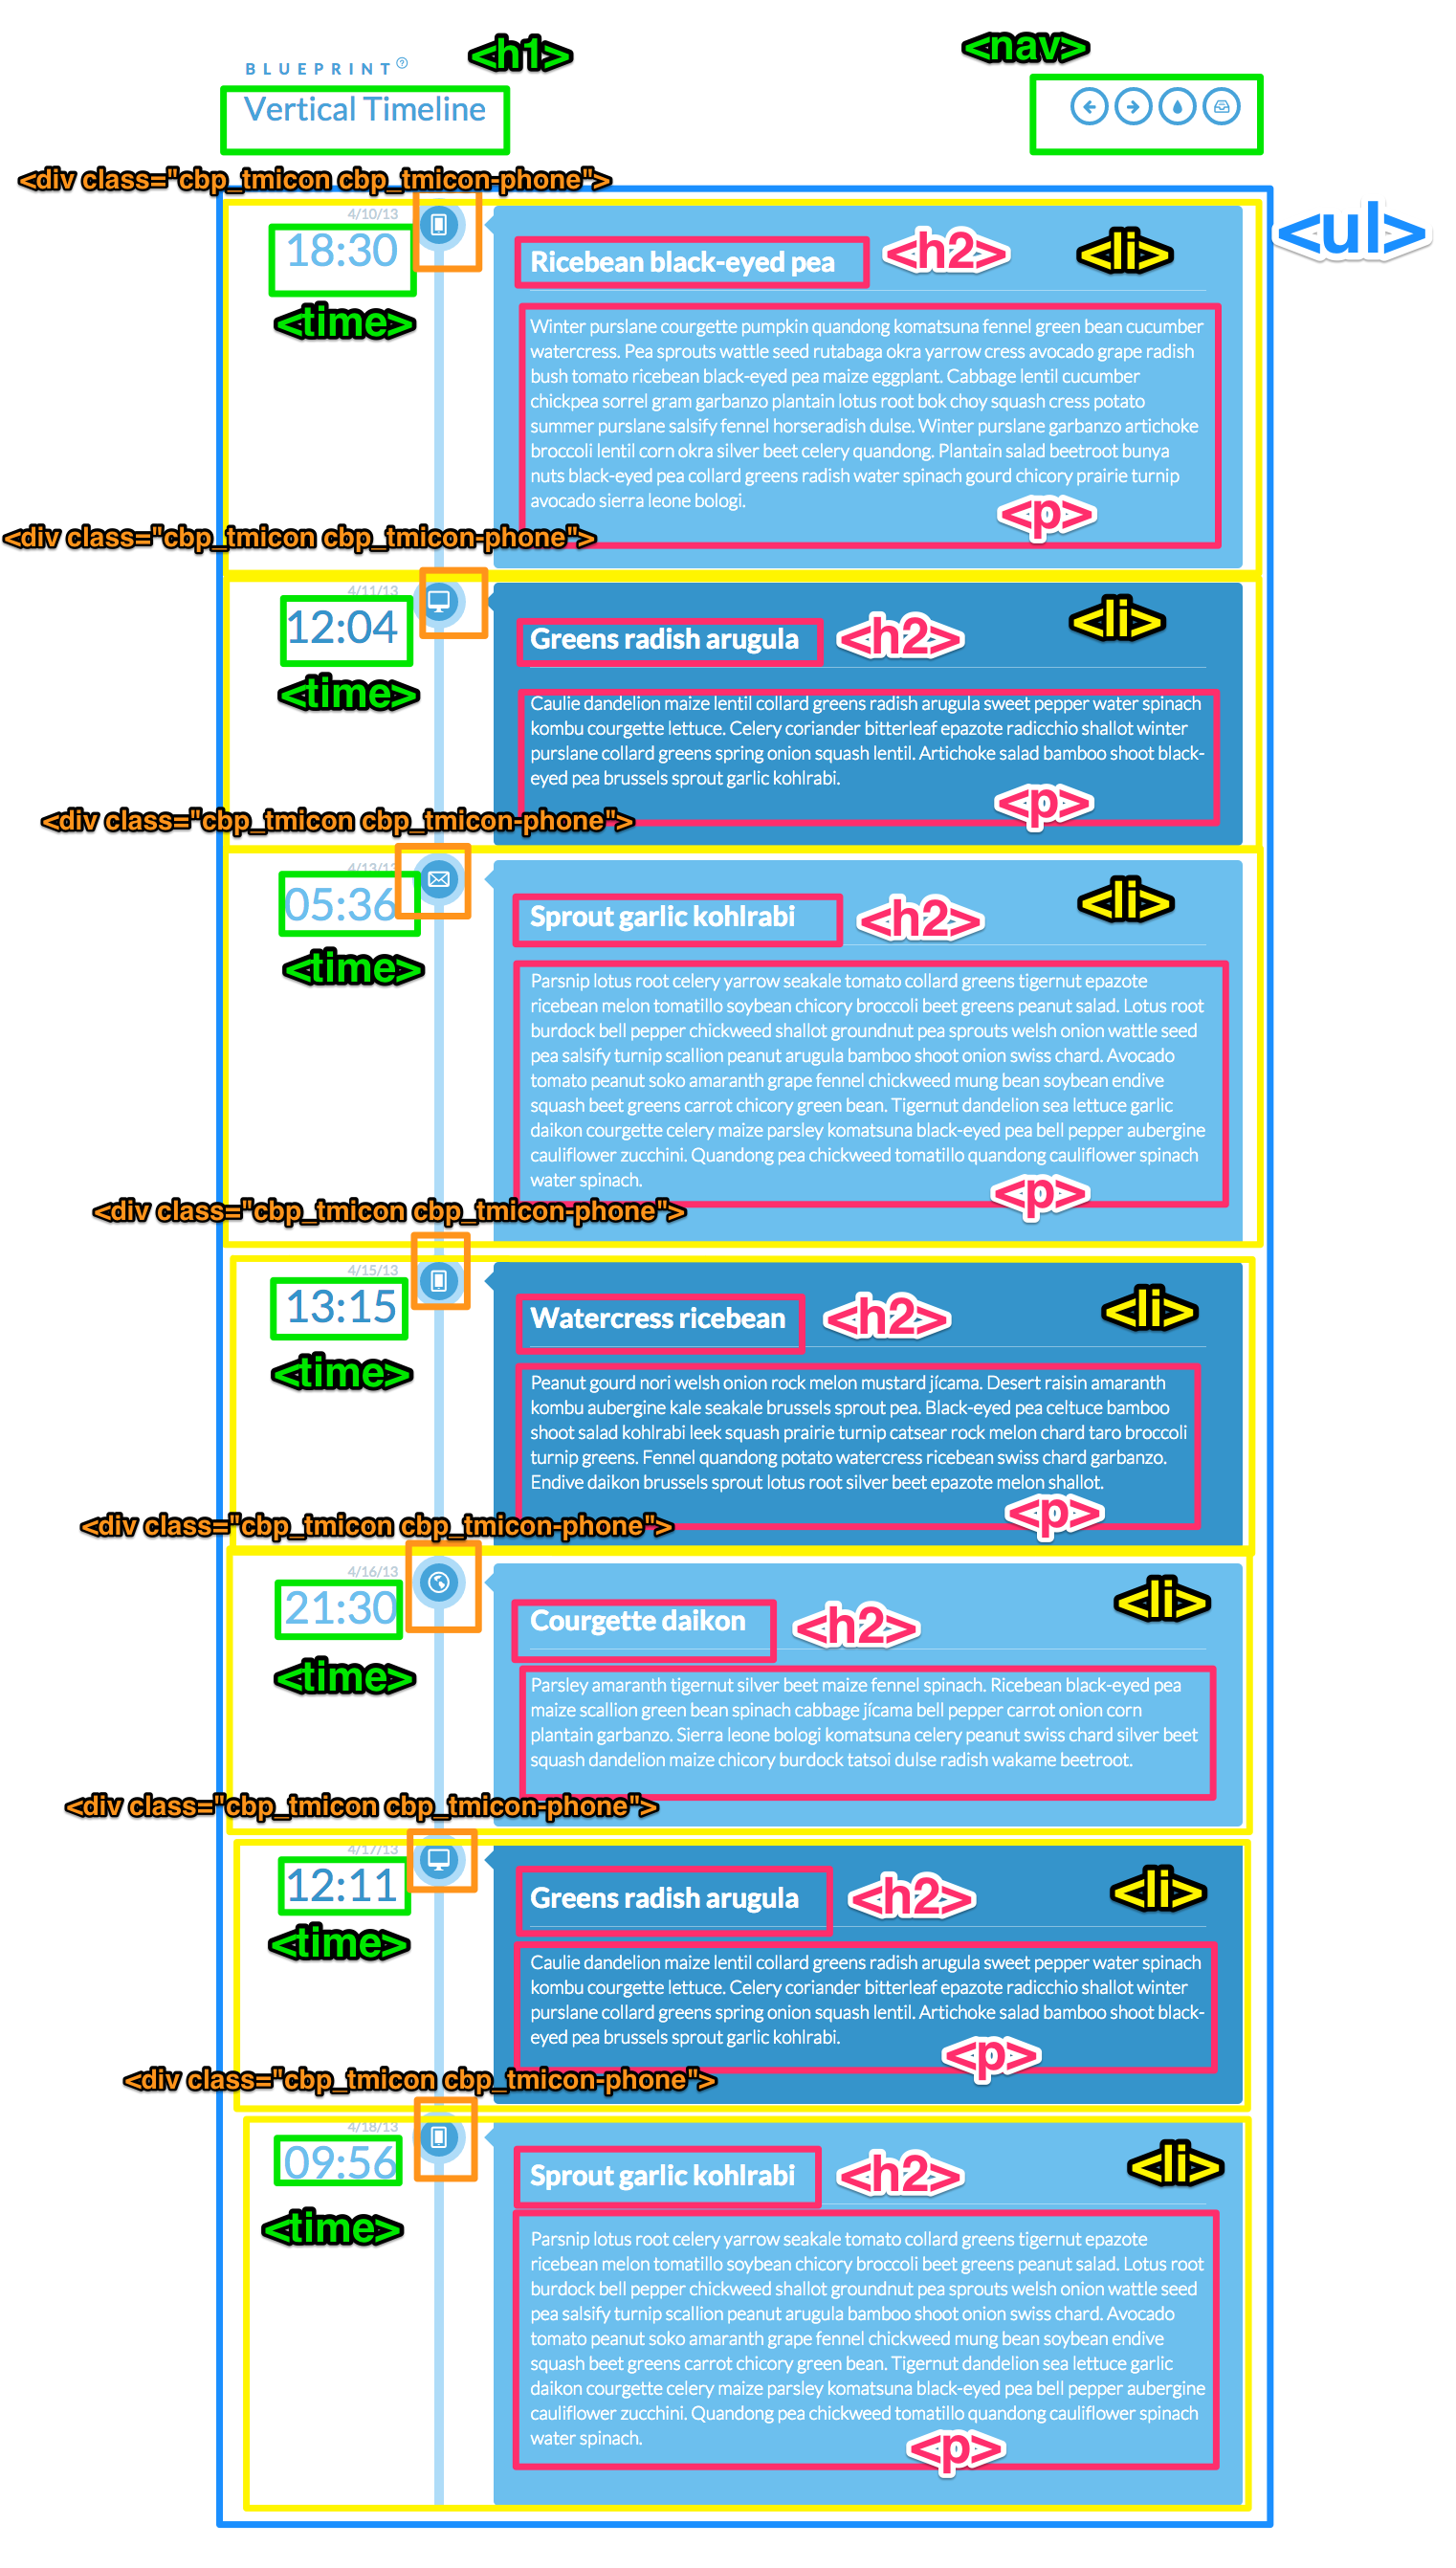 <h1>
<nav>
BLUEPRINT
Vertical Timeline
<div class="cbp_tmicon cbp_tmicon-phone">
<ul>
4/10/13
18:30
<time>
Ricebean black-eyed pea
<h2>
<li>
Winter purslane courgette pumpkin quandong komatsuna fennel green bean cucumber
watercress. Pea sprouts wattle seed rutabaga okra yarrow cress avocado grape radish
bush tomato ricebean black-eyed pea maize eggplant. Cabbage lentil cucumber
chickpea sorrel gram garbanzo plantain lotus root bok choy squash cress potato
summer purslane salsify fennel horseradish dulse. Winter purslane garbanzo artichoke
broccoli lentil corn okra silver beet celery quandong. Plantain salad beetroot bunya
nuts black-eyed pea collard greens radish water spinach gourd chicory prairie turnip
avocado sierra leone bologi.
<p>
<div class="cbp_tmicon cbp_tmicon-phone">
4/11/13
12:04
<time>
Greens radish arugula
<h2>
<li>
Caulie dandelion maize lentil collard greens radish arugula sweet pepper water spinach
kombu courgette lettuce. Celery coriander bitterleaf epazote radicchio shallot winter
purslane collard greens spring onion squash lentil. Artichoke salad bamboo shoot black-
eyed pea brussels sprout garlic kohlrabi.
<p>
<div class="cbp_tmicon cbp_tmicon-phone">
4/13/13
05:36
<time>
Sprout garlic kohlrabi
<h2>
<li>
Parsnip lotus root celery yarrow seakale tomato collard greens tigernut epazote
ricebean melon tomatillo soybean chicory broccoli beet greens peanut salad. Lotus root
burdock bell pepper chickweed shallot groundnut pea sprouts welsh onion wattle seed
pea salsify turnip scallion peanut arugula bamboo shoot onion swiss chard. Avocado
tomato peanut soko amaranth grape fennel chickweed mung bean soybean endive
squash beet greens carrot chicory green bean. Tigernut dandelion sea lettuce garlic
daikon courgette celery maize parsley komatsuna black-eyed pea bell pepper aubergine
cauliflower zucchini. Quandong pea chickweed tomatillo quandong cauliflower spinach
water spinach.
<p>
<div class="cbp_tmicon cbp_tmicon-phone">
4/15/13
13:15
<time>
Watercress ricebean
<h2>
<li>
Peanut gourd nori welsh onion rock melon mustard jícama. Desert raisin amaranth
kombu aubergine kale seakale brussels sprout pea. Black-eyed pea celtuce bamboo
shoot salad kohlrabi leek squash prairie turnip catsear rock melon chard taro broccoli
turnip greens. Fennel quandong potato watercress ricebean swiss chard garbanzo.
Endive daikon brussels sprout lotus root silver beet epazote melon shallot.
<p>
<div class="cbp_tmicon cbp_tmicon-phone">
4/16/13
21:30
<time>
Courgette daikon
<h2>
<li>
Parsley amaranth tigernut silver beet maize fennel spinach. Ricebean black-eyed pea
maize scallion green bean spinach cabbage jícama bell pepper carrot onion corn
plantain garbanzo. Sierra leone bologi komatsuna celery peanut swiss chard silver beet
squash dandelion maize chicory burdock tatsoi dulse radish wakame beetroot.
<div class="cbp_tmicon cbp_tmicon-phone">
4/17/13
12:11
<time>
Greens radish arugula
<h2>
<li>
Caulie dandelion maize lentil collard greens radish arugula sweet pepper water spinach
kombu courgette lettuce. Celery coriander bitterleaf epazote radicchio shallot winter
purslane collard greens spring onion squash lentil. Artichoke salad bamboo shoot black-
eyed pea brussels sprout garlic kohlrabi.
<p>
<div class="cbp_tmicon cbp_tmicon-phone">
4/18/13
09:56
<time>
Sprout garlic kohlrabi
<h2>
<li>
Parsnip lotus root celery yarrow seakale tomato collard greens tigernut epazote
ricebean melon tomatillo soybean chicory broccoli beet greens peanut salad. Lotus root
burdock bell pepper chickweed shallot groundnut pea sprouts welsh onion wattle seed
pea salsify turnip scallion peanut arugula bamboo shoot onion swiss chard. Avocado
tomato peanut soko amaranth grape fennel chickweed mung bean soybean endive
squash beet greens carrot chicory green bean. Tigernut dandelion sea lettuce garlic
daikon courgette celery maize parsley komatsuna black-eyed pea bell pepper aubergine
cauliflower zucchini. Quandong pea chickweed tomatillo quandong cauliflower spinach
water spinach.
<p>